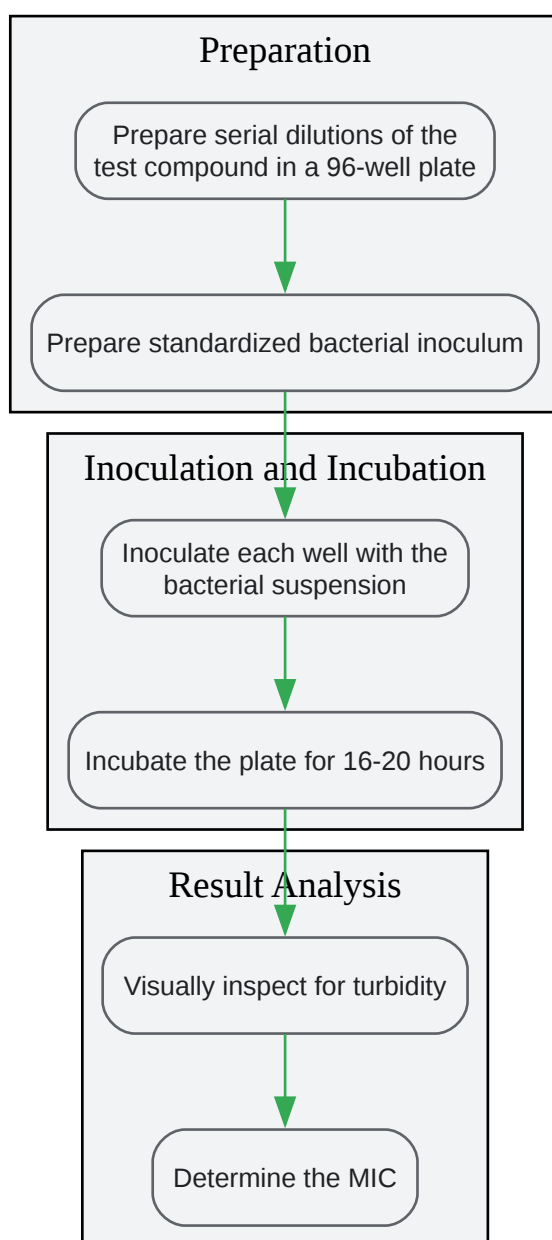 Preparation
Prepare serial dilutions of the
test compound in a 96-well plate
Prepare standardized bacterial inoculum
Inoculation and Incubation
Inoculate each well with the
bacterial suspension
Incubate the plate for 16-20 hours
Result Analysis
Visually inspect for turbidity
Determine the MIC